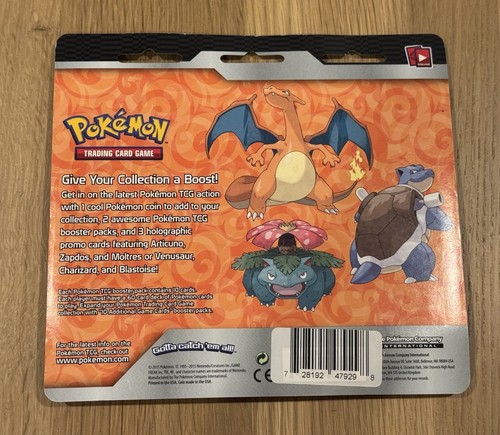 POKéMON
TRADING CARD GAME
Give Your Collection a Boost!
Get in on the latest Pokémon TCG action
with 1 cool Pokémon coin to add to your
collection, 2 awesome Pokémon TCG
booster packs, and 3 holographic
promo cards featuring Articuno,
Zapdos, and Moltres or Venusaur,
Charizard, and Blastoise!
Each Pokémon TCG booster pack contains 10 cards.
Each player must have a 60-card deck of Pokémon cards
to play. Expand your Pokémon Trading Card Game
collection with "10 Additional Game Cards" booster packs.
For the latest info on the
Pokémon TCG check out
www.pokemon.com
Gotta catch 'em all!
Pokémon Company
INTERNATIONAL
7 28192 47929 8